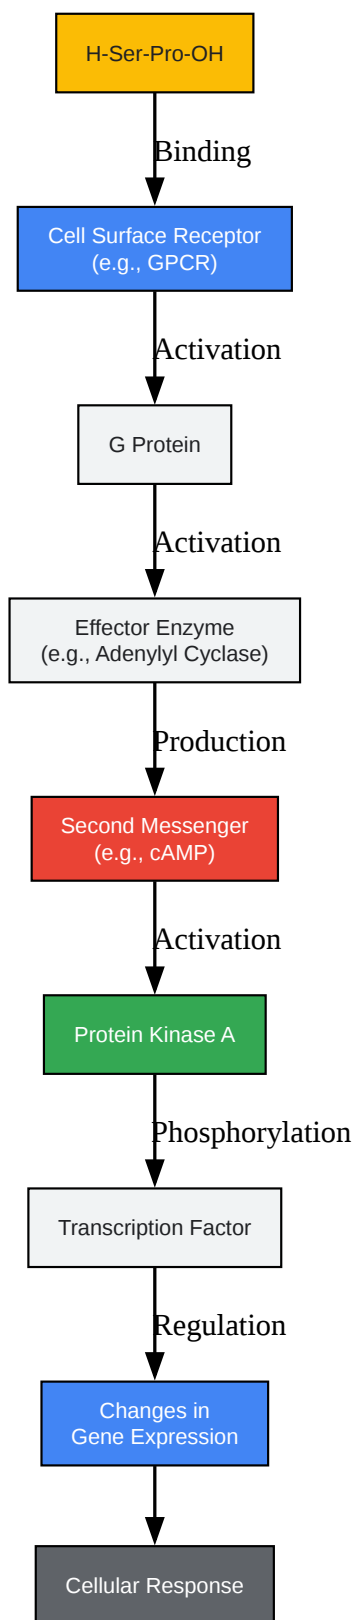 H-Ser-Pro-OH
Binding
Cell Surface Receptor
(e.g., GPCR)
Activation
G Protein
Activation
Effector Enzyme
(e.g., Adenylyl Cyclase)
Production
Second Messenger
(e.g., cAMP)
Activation
Protein Kinase A
Phosphorylation
Transcription Factor
Regulation
Changes in
Gene Expression
Cellular Response